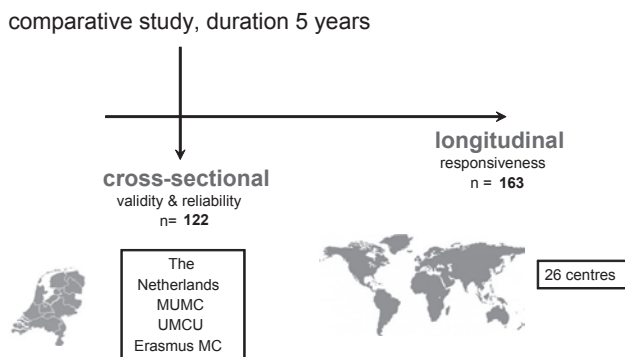 comparative study, duration 5 years
longitudinal
responsiveness
n = 163
cross-sectional
validity & reliability
n= 122
The
Netherlands
MUMC
UMCU
Erasmus MC
26 centres